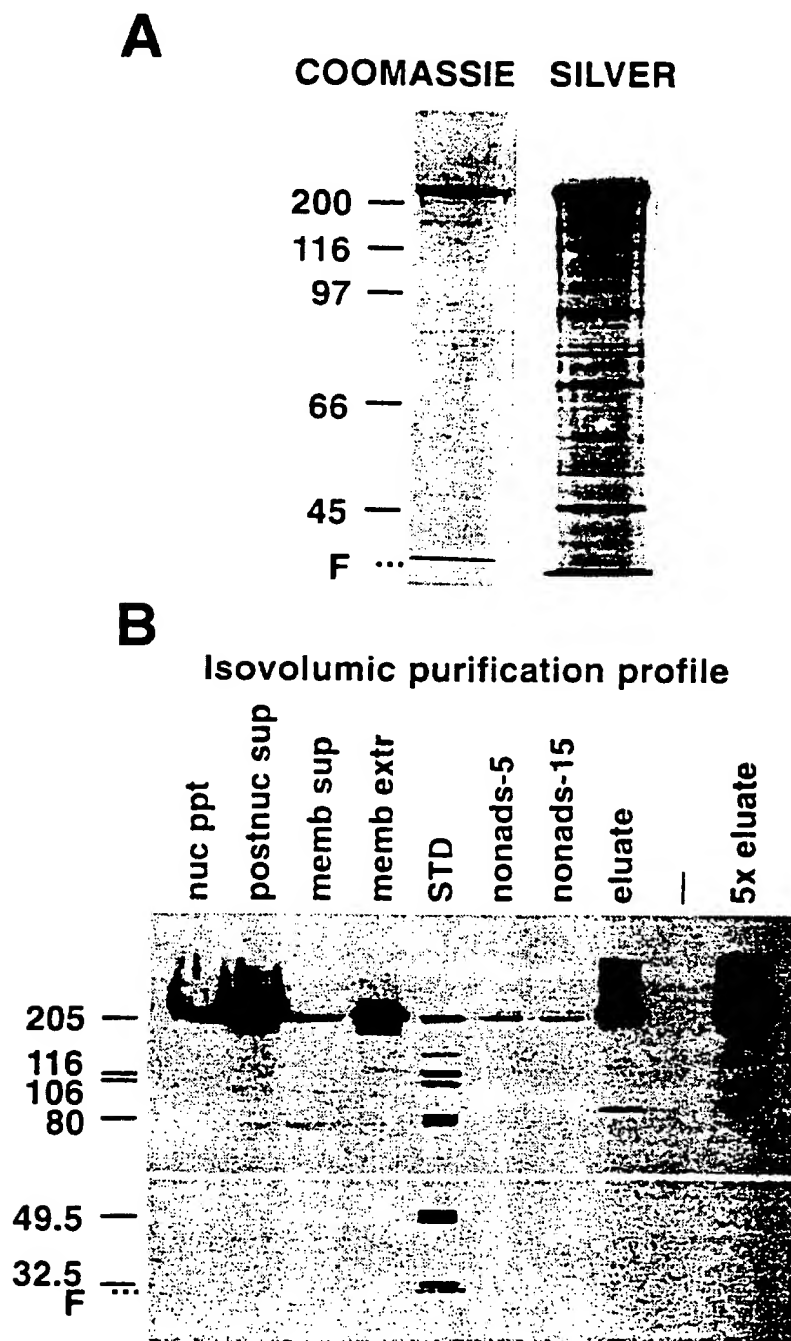 A
COOMASSIE SILVER
200
116
97
66
45
F ...
B
Isovolumic purification profile
nuc ppt
postnuc sup
memb sup
memb extr
STD
nonads-5
nonads-15
eluate
—
5x eluate
205
116
106
80
49.5
32.5
F ...